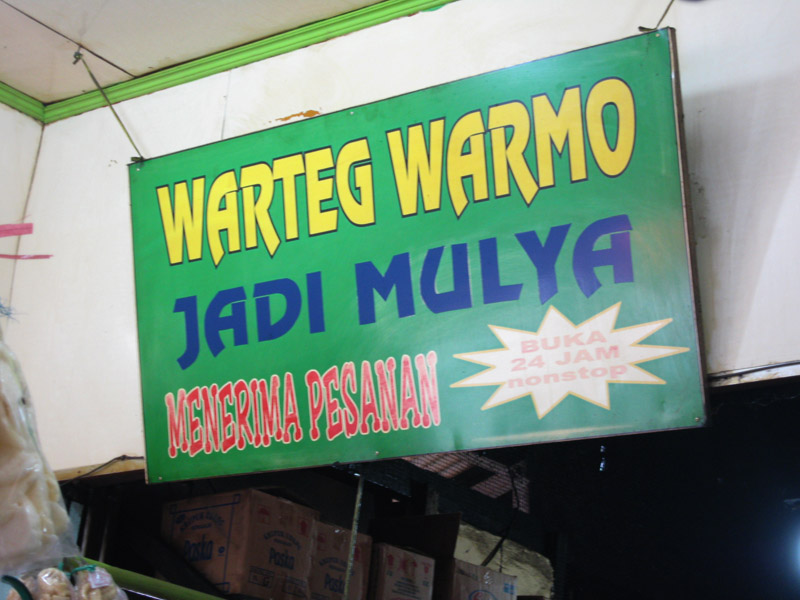 WARTEG WARMO
JADI MULYA
MENERIMA PESANAN
BUKA
24 JAM
nonstop